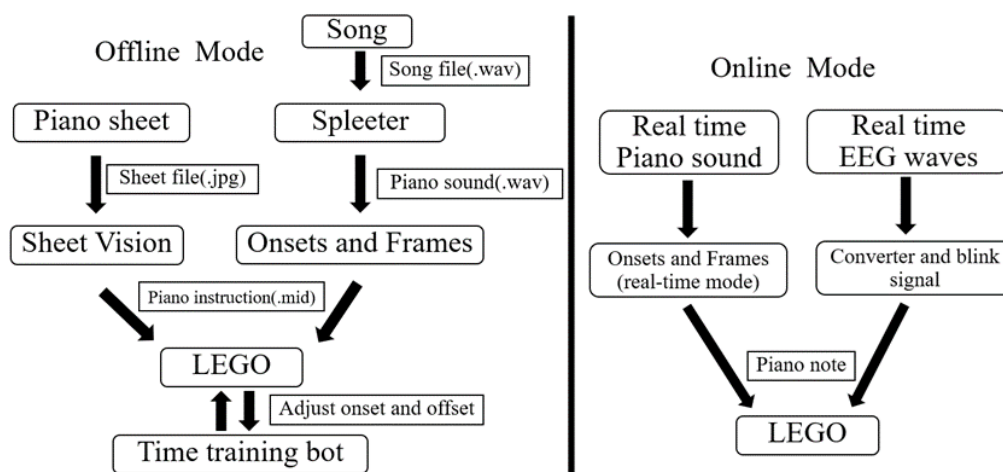 Offline Mode
Song
Song file(.wav)
Piano sheet
Spleeter
Sheet file(.jpg)
Piano sound(.wav)
Sheet Vision
Onsets and Frames
Piano instruction(.mid)
LEGO
Adjust onset and offset
Time training bot
Online Mode
Real time
Piano sound
Real time
EEG waves
Onsets and Frames
(real-time mode)
Converter and blink
signal
Piano note
LEGO